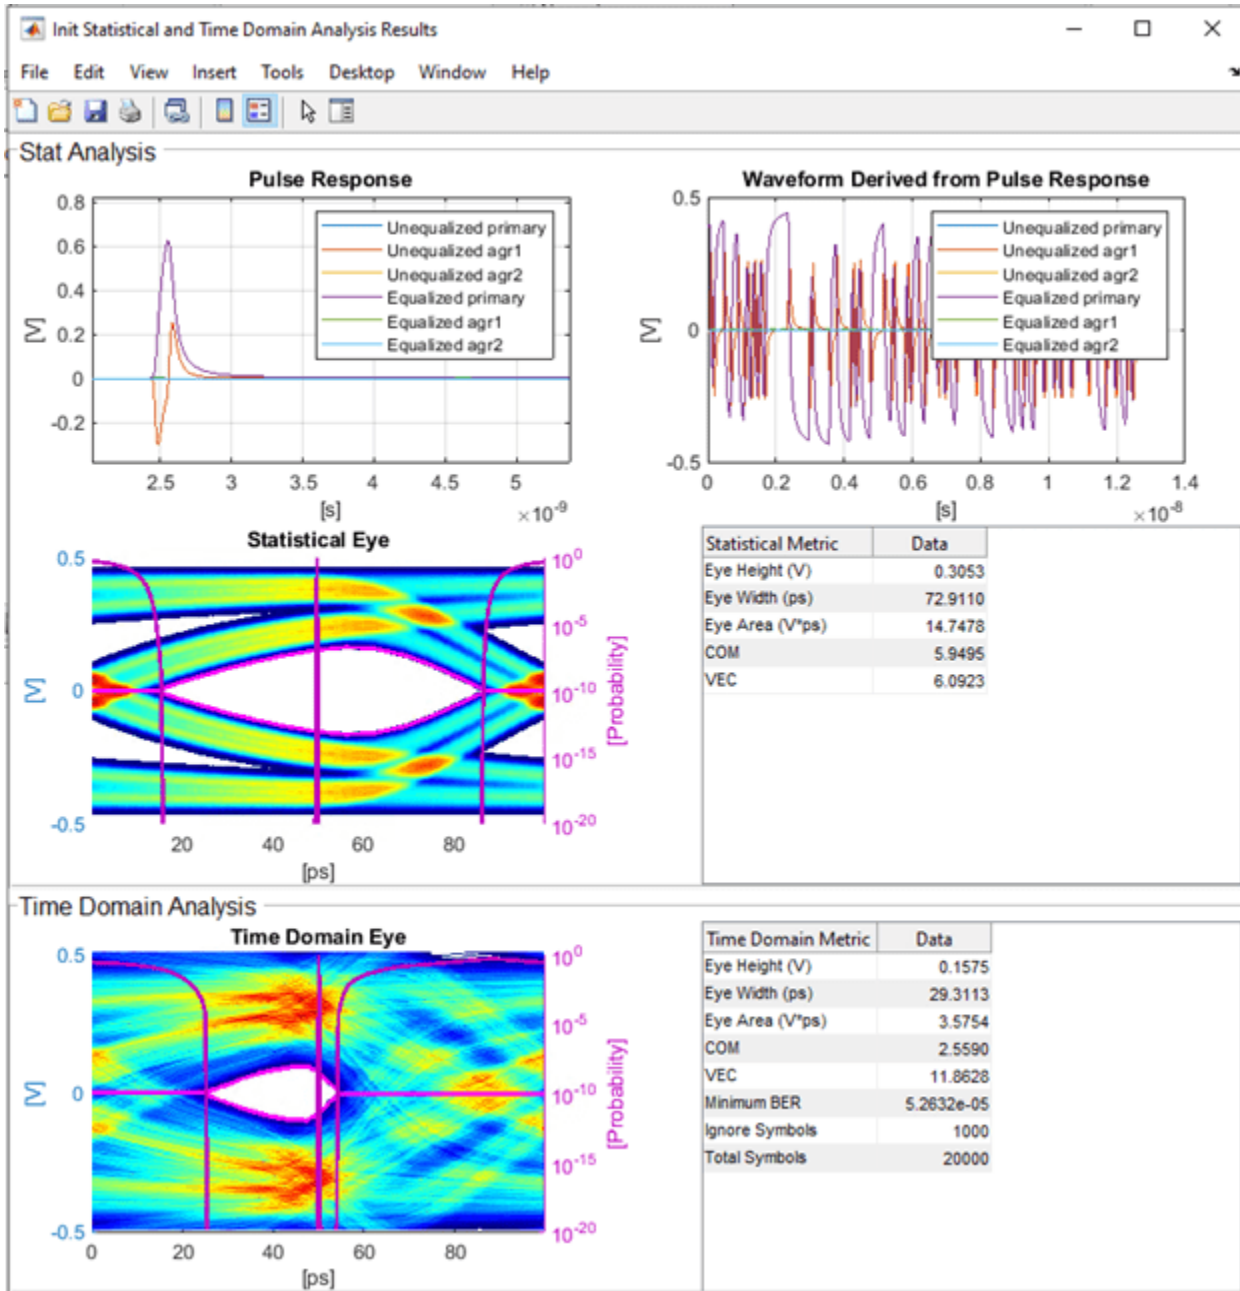 Init Statistical and Time Domain Analysis Results
File Edit View Insert Tools Desktop Window Help
Stat Analysis
Pulse Response
0.8
0.6
0.4
0.2
0
-0.2
[V]
Unequalized primary
Unequalized agr1
Unequalized agr2
Equalized primary
Equalized agr1
Equalized agr2
2.5 3 3.5 4 4.5 5
[s]
×10-9
Waveform Derived from Pulse Response
0.5
0
-0.5
[V]
Unequalized primary
Unequalized agr1
Unequalized agr2
Equalized primary
Equalized agr1
Equalized agr2
0 0.2 0.4 0.6 0.8 1 1.2 1.4
[s]
×10-8
Statistical Eye
0.5
0
-0.5
[V]
10^0
10^-5
10^-10
10^-15
10^-20
[Probability]
20 40 60 80
[ps]
Statistical Metric Data
Eye Height (V) 0.3053
Eye Width (ps) 72.9110
Eye Area (V*ps) 14.7478
COM 5.9495
VEC 6.0923
Time Domain Analysis
Time Domain Eye
0.5
0
-0.5
[V]
10^0
10^-5
10^-10
10^-15
10^-20
[Probability]
0 20 40 60 80
[ps]
Time Domain Metric Data
Eye Height (V) 0.1575
Eye Width (ps) 29.3113
Eye Area (V*ps) 3.5754
COM 2.5590
VEC 11.8628
Minimum BER 5.2632e-05
Ignore Symbols 1000
Total Symbols 20000